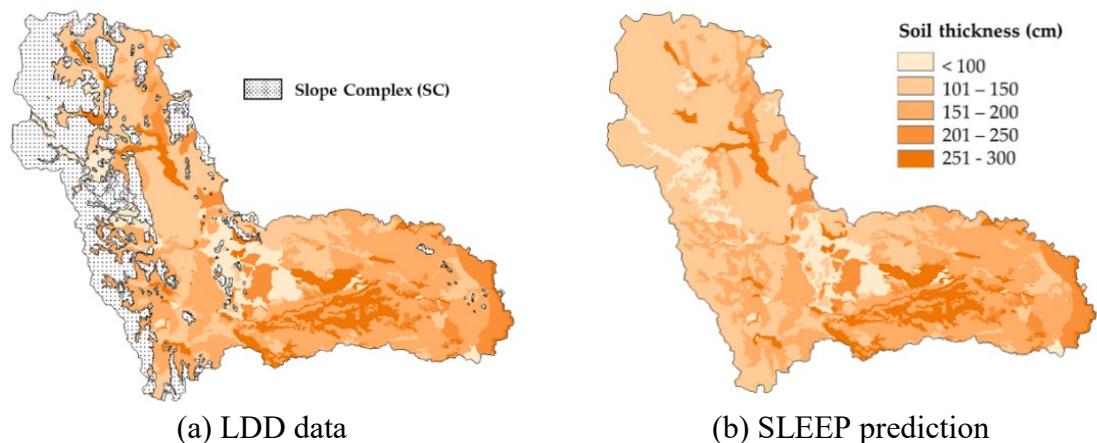 Slope Complex (SC)
Soil thickness (cm)
< 100
101 – 150
151 – 200
201 – 250
251 - 300
(a) LDD data
(b) SLEEP prediction